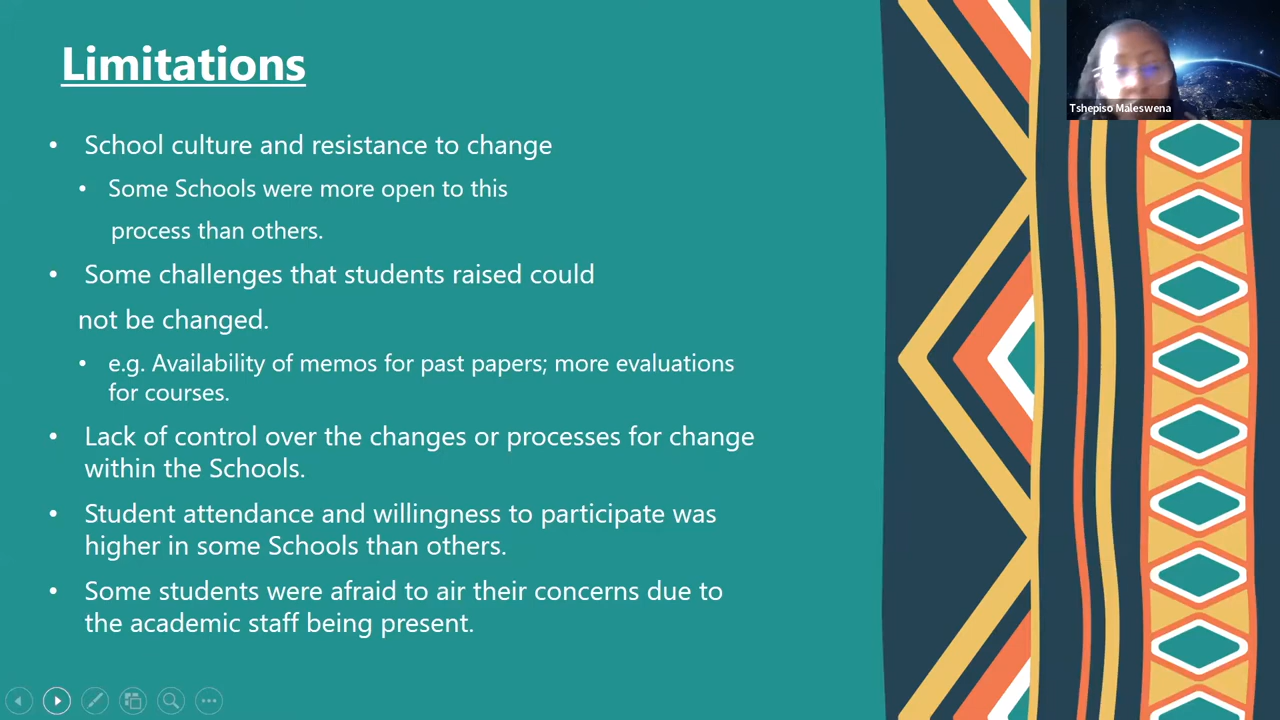 Limitations
Tshepiso Maleswena
• School culture and resistance to change
• Some Schools were more open to this
process than others.
• Some challenges that students raised could
not be changed.
• e.g. Availability of memos for past papers; more evaluations
for courses.
• Lack of control over the changes or processes for change
within the Schools.
• Student attendance and willingness to participate was
higher in some Schools than others.
• Some students were afraid to air their concerns due to
the academic staff being present.